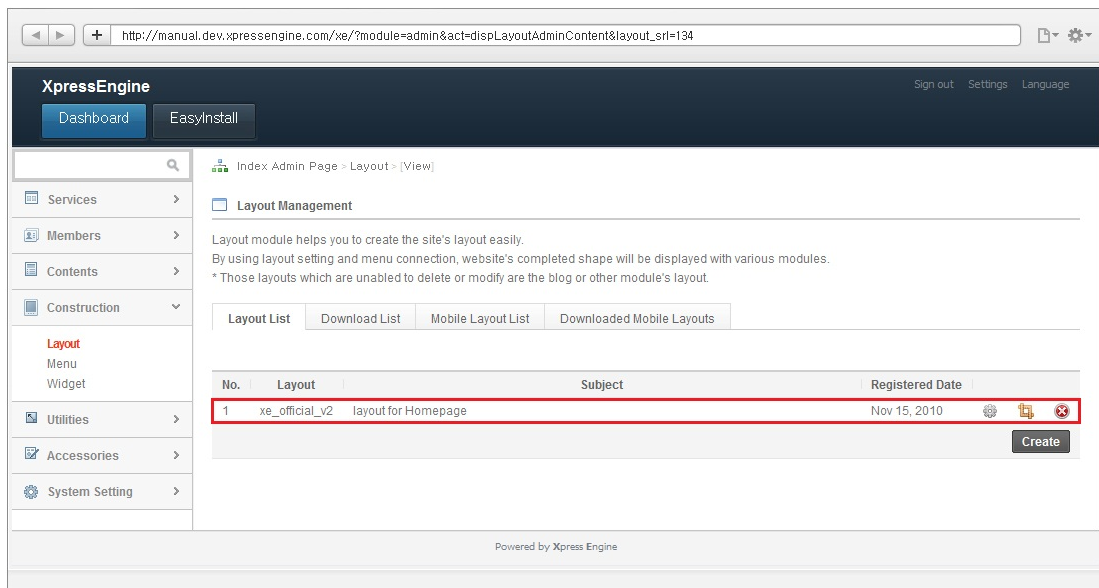 http://manual.dev.xpressengine.com/xe/?module=admin&act=dispLayoutAdminContent&layout_srl=134
XpressEngine
Sign out Settings Language
Dashboard EasyInstall
Index Admin Page > Layout > [View]
Services
Layout Management
Members
Layout module helps you to create the site's layout easily.
By using layout setting and menu connection, website's completed shape will be displayed with various modules.
Contents
* Those layouts which are unabled to delete or modify are the blog or other module's layout.
Construction
Layout List Download List Mobile Layout List Downloaded Mobile Layouts
Layout
Menu
Widget
No. Layout Subject Registered Date
1 xe_official_v2 layout for Homepage Nov 15, 2010
Utilities
Create
Accessories
System Setting
Powered by Xpress Engine